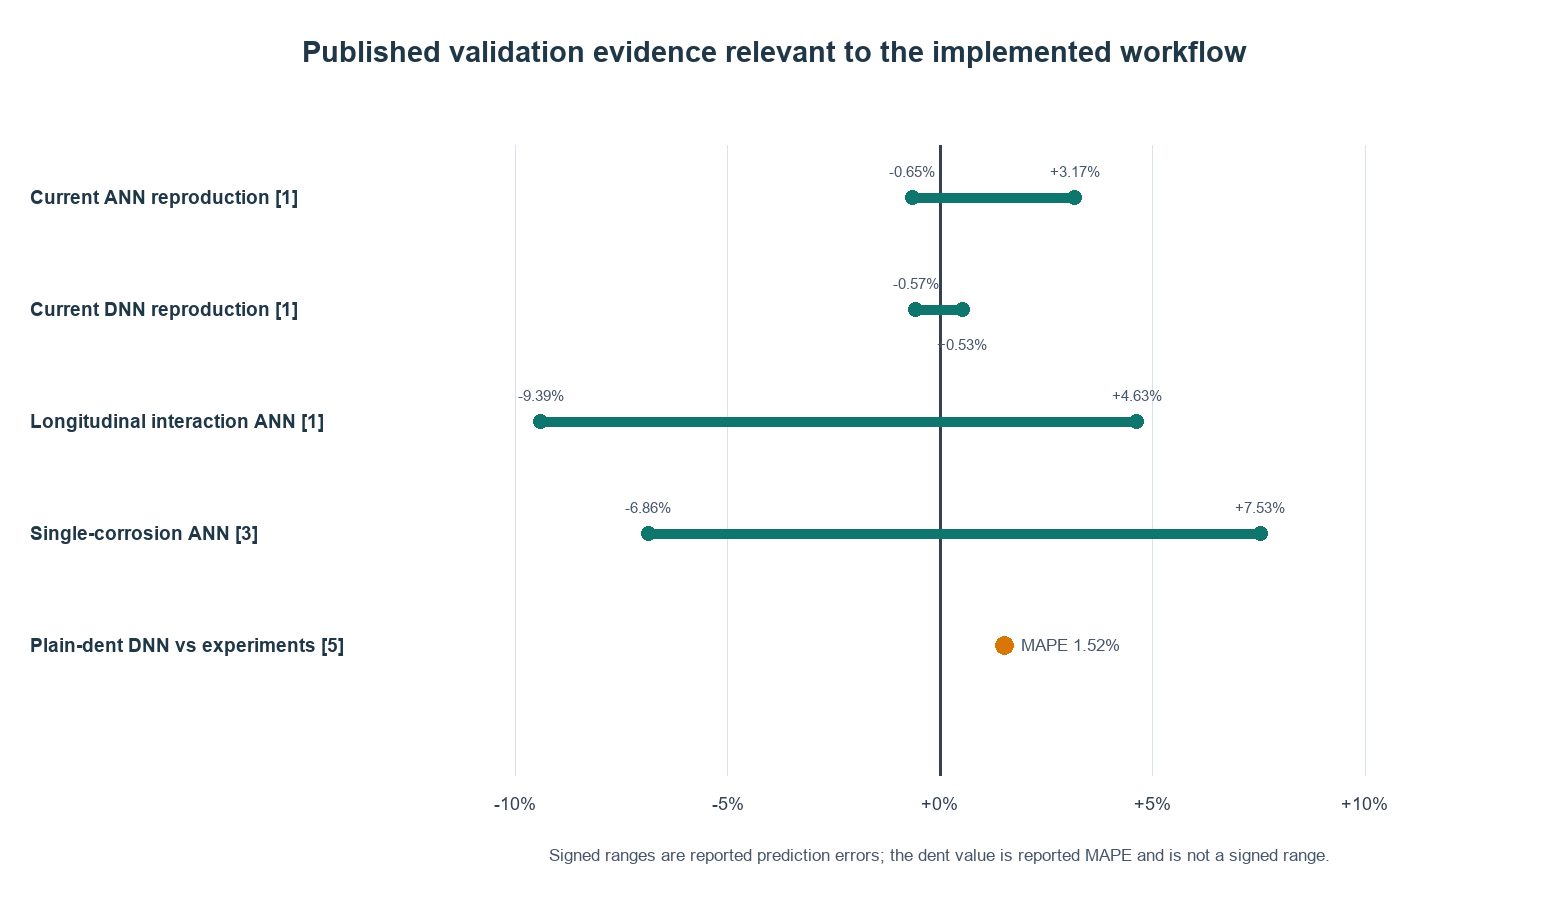 Published validation evidence relevant to the implemented workflow
-0.65% +3.17%
Current ANN reproduction [1]
-0.57%
Current DNN reproduction [1]
+0.53%
-9.39% +4.63%
Longitudinal interaction ANN [1]
-6.86% +7.53%
Single-corrosion ANN [3]
Plain-dent DNN vs experiments [5] MAPE 1.52%
-10% -5% +0% +5% +10%
Signed ranges are reported prediction errors; the dent value is reported MAPE and is not a signed range.